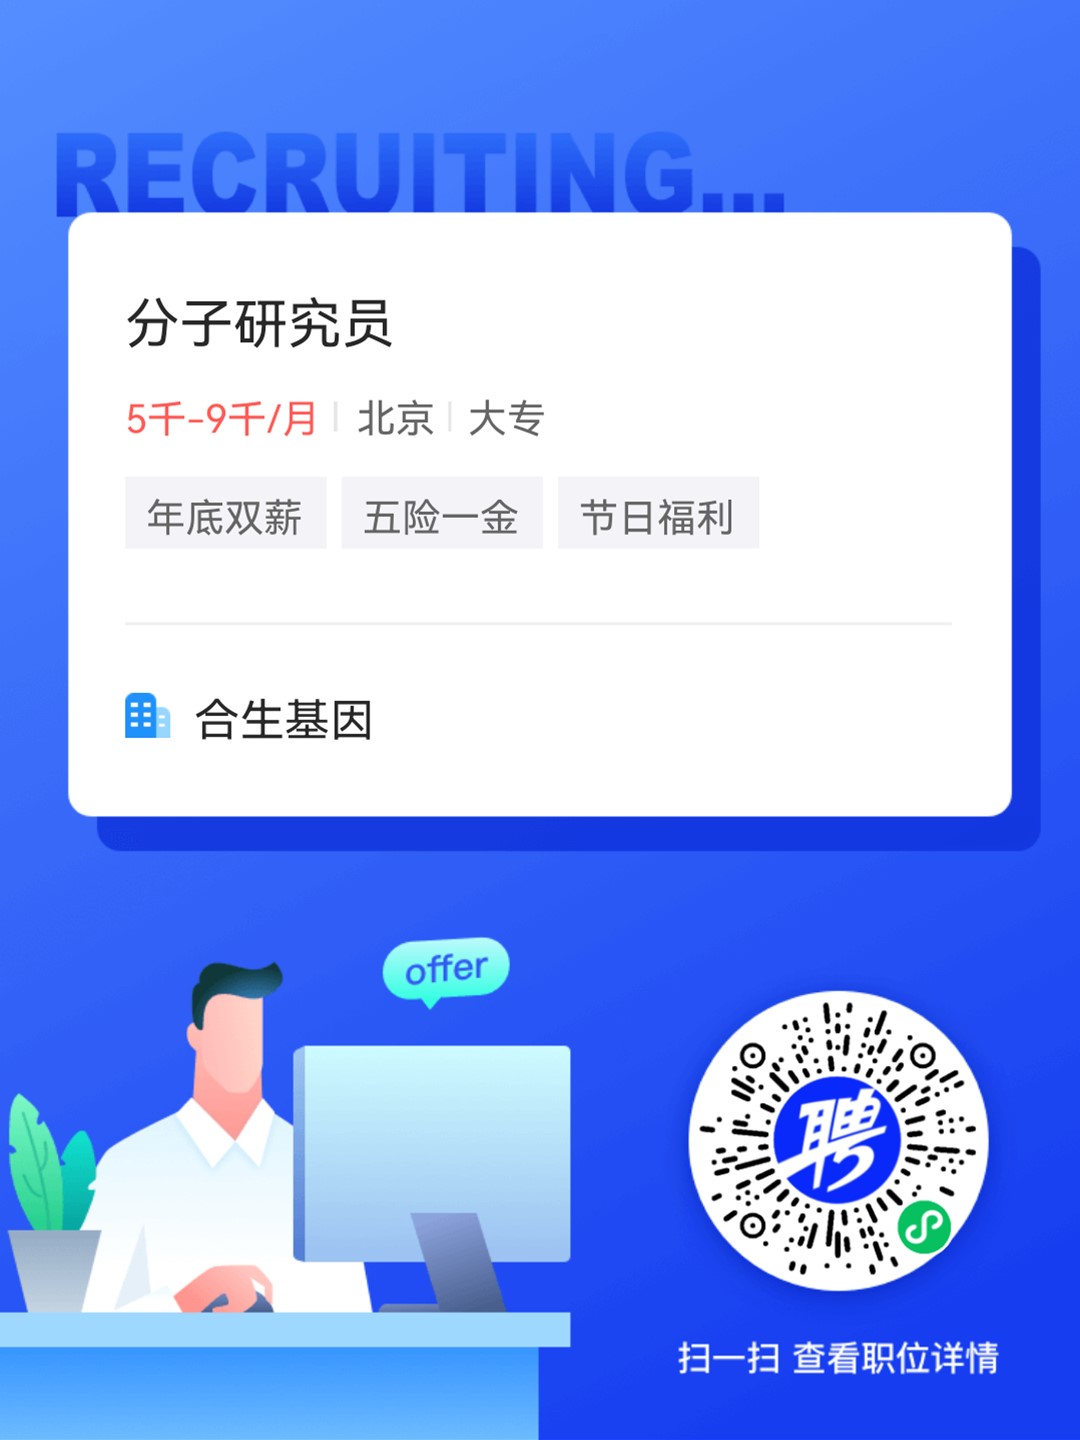 RECRUITING...
分子研究员
5千-9千/月 北京 大专
年底双薪 五险一金 节日福利
合生基因
offer
聘
扫一扫 查看职位详情